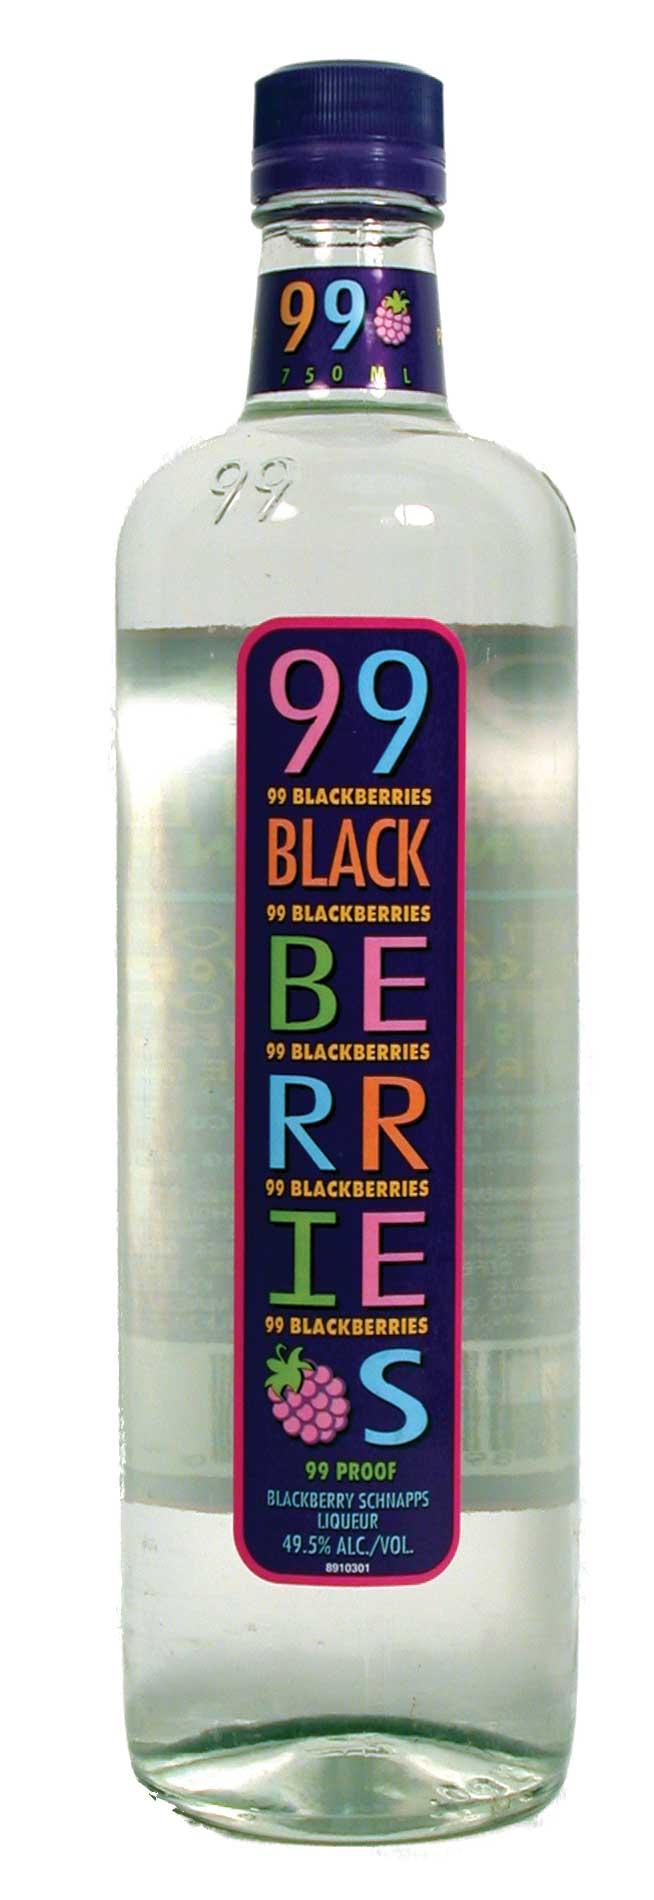 99
750 ML
99
99
99 BLACKBERRIES
BLACK
99 BLACKBERRIES
BE
99 BLACKBERRIES
RR
99 BLACKBERRIES
IE
99 BLACKBERRIES
S
99 PROOF
BLACKBERRY SCHNAPPS
LIQUEUR
49.5% ALC./VOL.
8910301